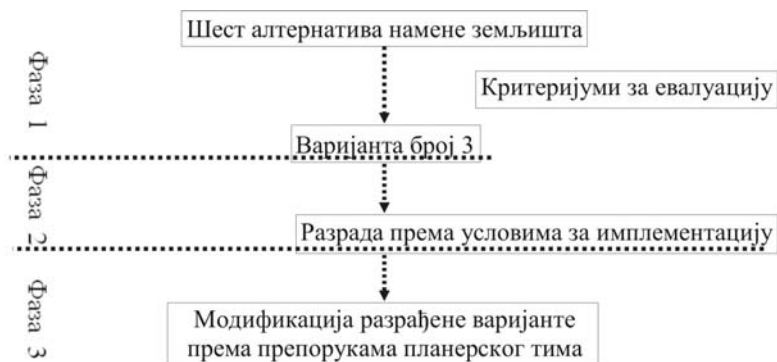 Шест алтернатива намене земљишта
Фаза 1
Критеријуми за евалуацију
Варијанта број 3
Фаза 2
Разрада према условима за имплементацију
Фаза 3
Модификација разрађене варијанте
према препорукама планерског тима